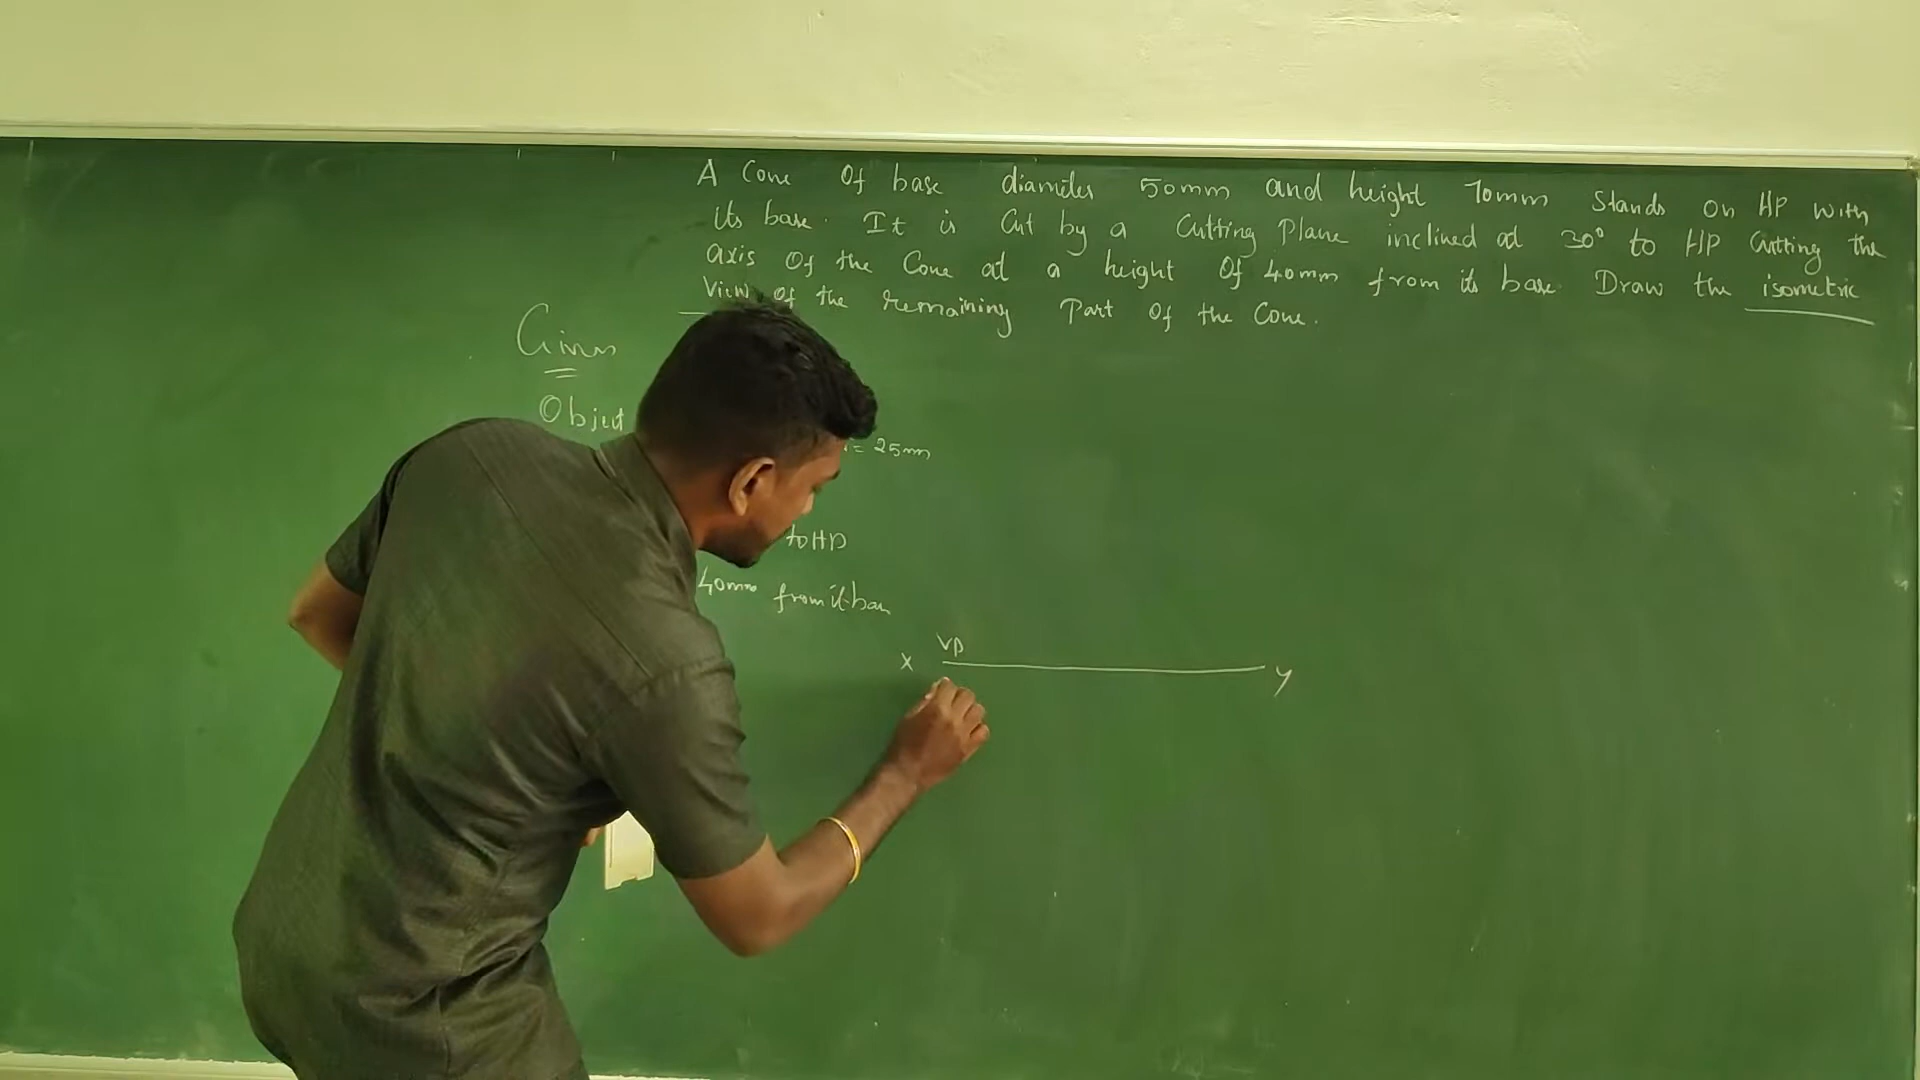 A Cone Of base diameter 50mm and height 70mm Stands on HP with
its base. It is Cut by a Cutting Plane inclined at 30° to HP Cutting the
axis Of the Cone at a height Of 40mm from its base Draw the isometric
View Of the remaining Part Of the Cone.
Given
Object
= 25mm
to HP
40mm from it base
VP
X Y